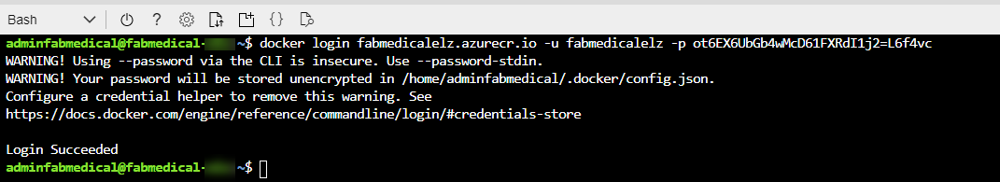 Bash
adminfabmedical@fabmedical- ~$ docker login fabmedicalelz.azurecr.io -u fabmedicalelz -p ot6EX6UbGb4wMcD61FXRdI1j2=L6f4vc
WARNING! Using --password via the CLI is insecure. Use --password-stdin.
WARNING! Your password will be stored unencrypted in /home/adminfabmedical/.docker/config.json.
Configure a credential helper to remove this warning. See
https://docs.docker.com/engine/reference/commandline/login/#credentials-store
Login Succeeded
adminfabmedical@fabmedical- ~$